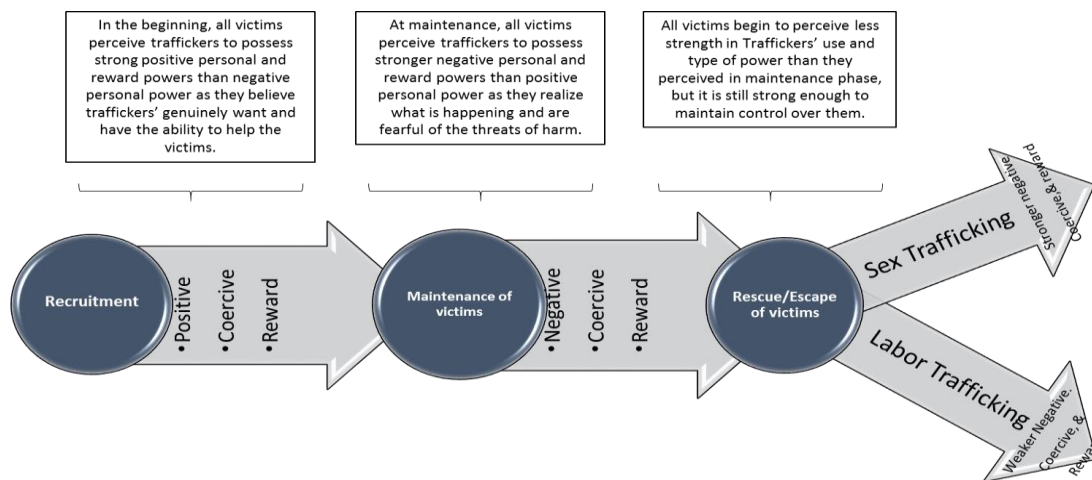 In the beginning, all victims
perceive traffickers to possess
strong positive personal and
reward powers than negative
personal power as they believe
traffickers’ genuinely want and
have the ability to help the
victims.
At maintenance, all victims
perceive traffickers to possess
stronger negative personal and
reward powers than positive
personal power as they realize
what is happening and are
fearful of the threats of harm.
All victims begin to perceive less
strength in Traffickers’ use and
type of power than they
perceived in maintenance phase,
but it is still strong enough to
maintain control over them.
Recruitment
•Positive
•Coercive
•Reward
Maintenance of
victims
•Negative
•Coercive
•Reward
Rescue/Escape
of victims
Sex Trafficking
Stronger negative
Coercive,& reward
Labor Trafficking
Weaker Negative.
Coercive, &
Rewar